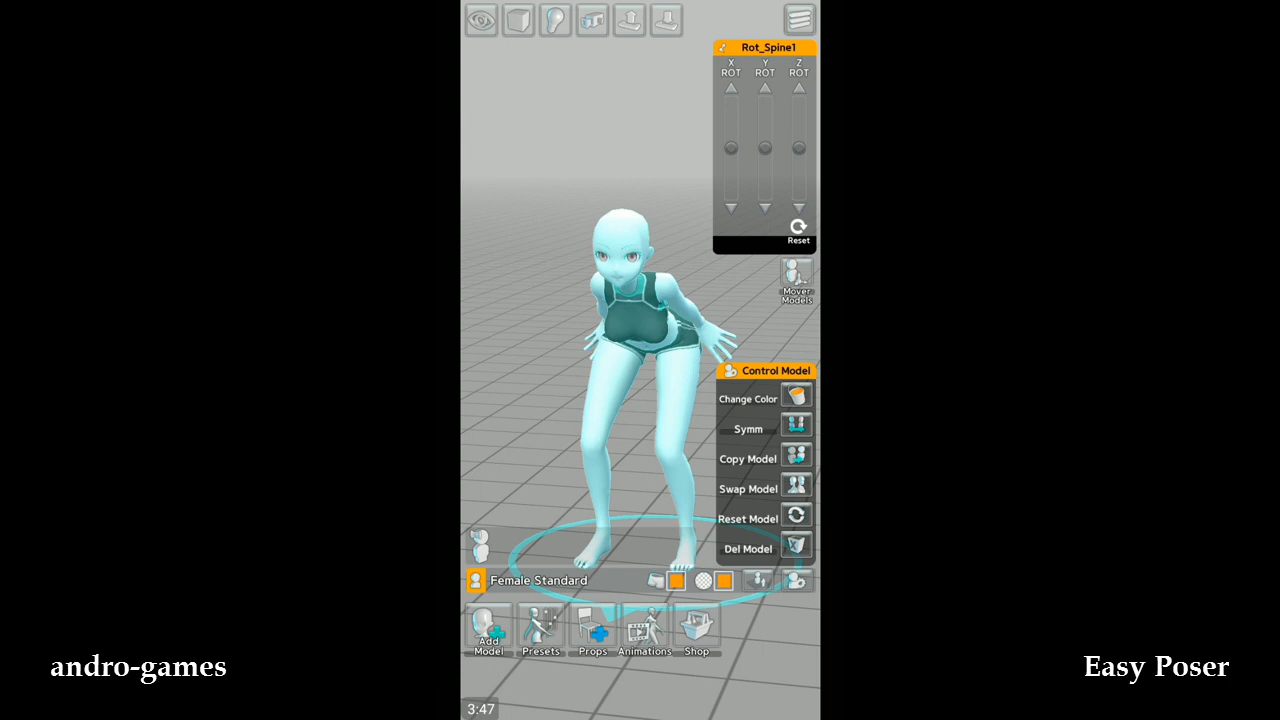 Rot_Spine1
X Y Z
ROT ROT ROT
Reset
Mover
Models
Control Model
Change Color
Symm
Copy Model
Swap Model
Reset Model
Del Model
Female Standard
Add
Model
Presets
Props
Animations
Shop
andro-games
Easy Poser
3:47